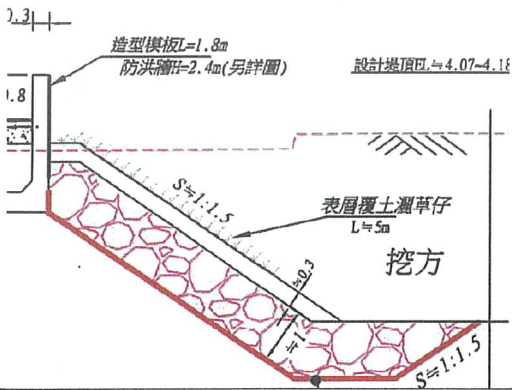 0.3
造型模板L=1.8m
防洪牆H=2.4m(另詳圖)
設計堤頂EL≒4.07~4.18
0.8
S≒1:1.5
表層覆土灑草仔
L≒5m
挖方
≒0.3
≒1
S≒1:1.5